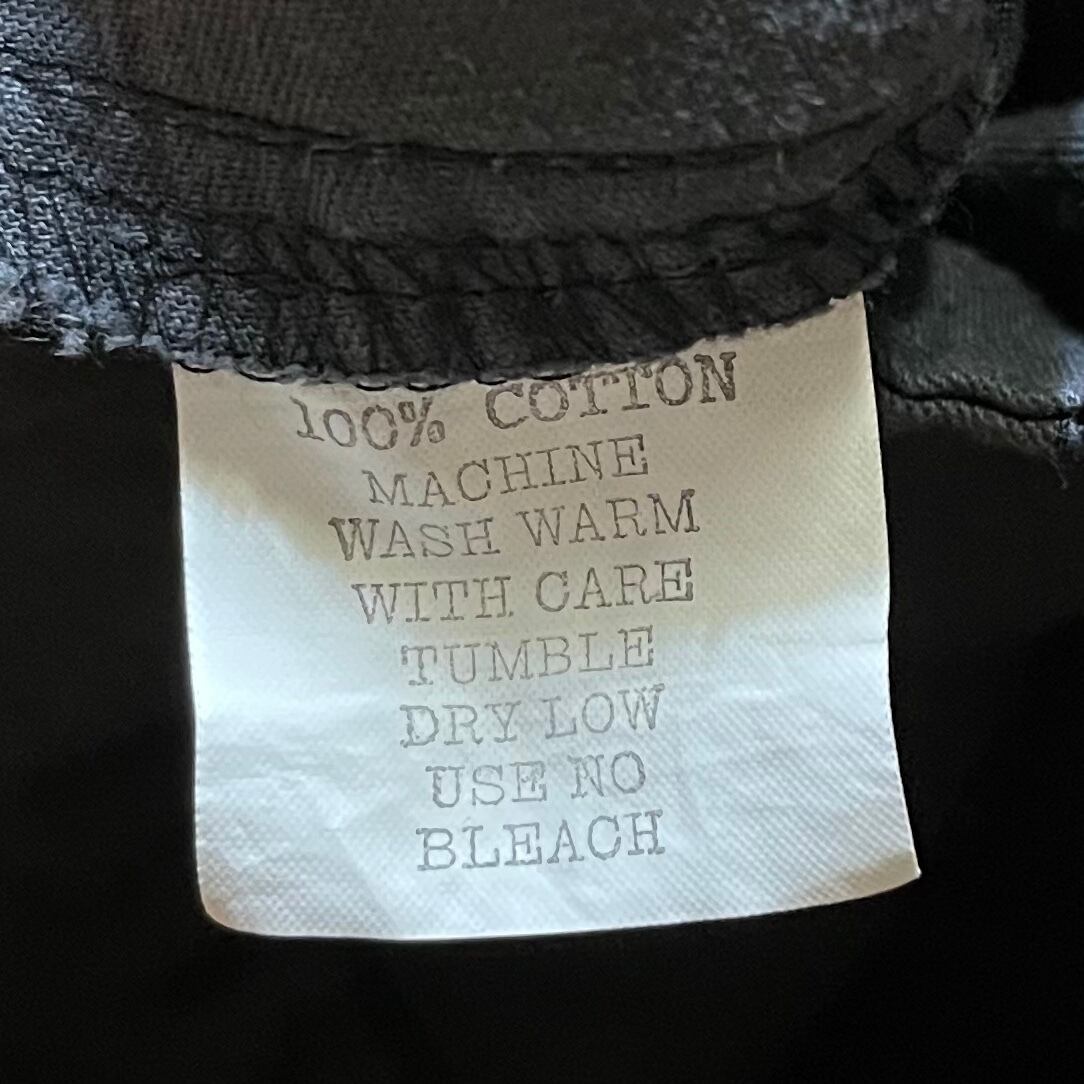 100% COTTON
MACHINE
WASH WARM
WITH CARE
TUMBLE
DRY LOW
USE NO
BLEACH